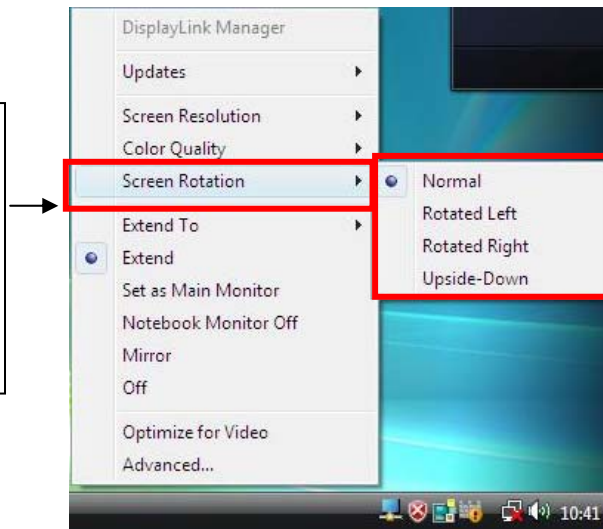 DisplayLink Manager
Updates
Screen Resolution
Color Quality
Screen Rotation
Normal
Rotated Left
Rotated Right
Upside-Down
Extend To
Extend
Set as Main Monitor
Notebook Monitor Off
Mirror
Off
Optimize for Video
Advanced...
10:41